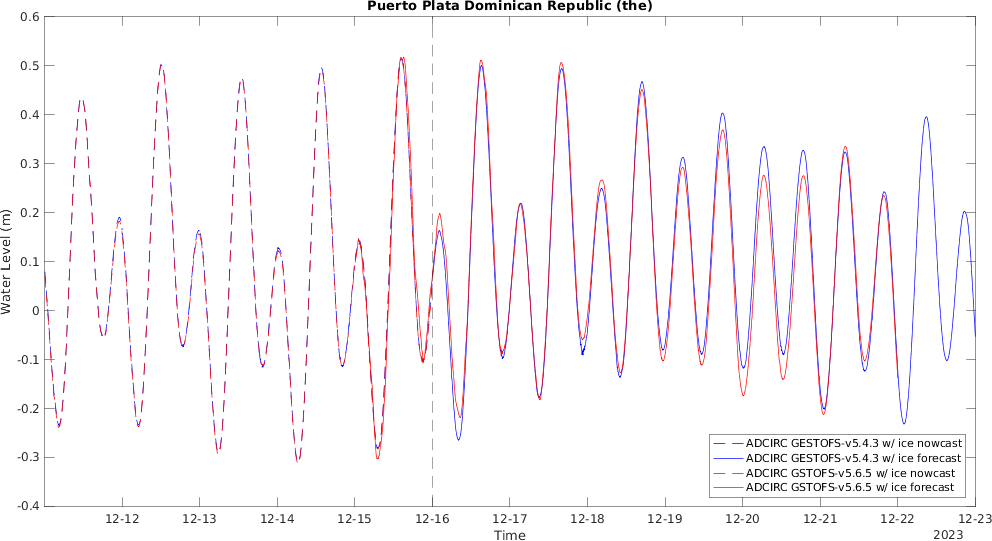 Puerto Plata Dominican Republic (the)
0.6
0.5
0.4
0.3
0.2
0.1
0
-0.1
-0.2
-0.3
-0.4
Water Level (m)
ADCIRC GESTOFS-v5.4.3 w/ ice nowcast
ADCIRC GESTOFS-v5.4.3 w/ ice forecast
ADCIRC GSTOFS-v5.6.5 w/ ice nowcast
ADCIRC GSTOFS-v5.6.5 w/ ice forecast
12-12 12-13 12-14 12-15 12-16 12-17 12-18 12-19 12-20 12-21 12-22 12-23
Time
2023